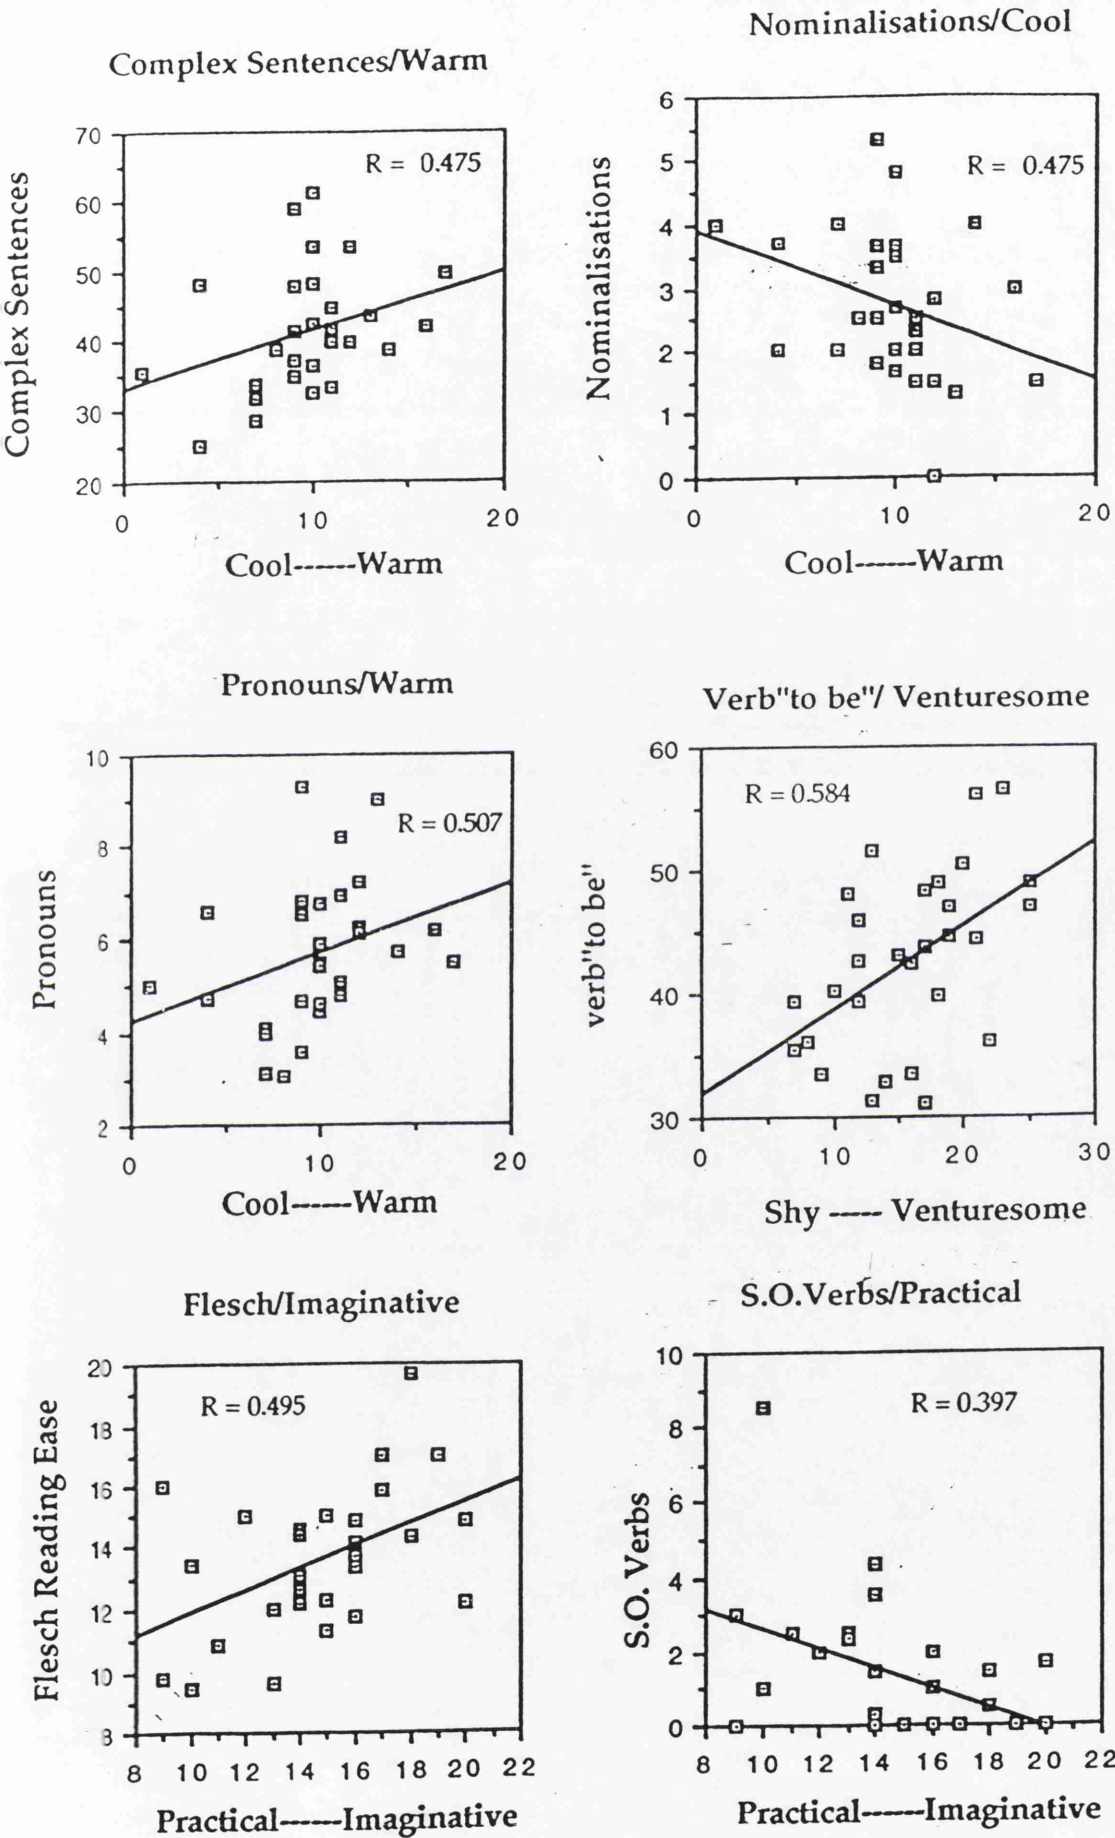 Complex Sentences/Warm
R = 0.475
Complex Sentences
70
60
50
40
30
20
0
10
20
Cool------Warm
Nominalisations/Cool
R = 0.475
Nominalisations
6
5
4
3
2
1
0
0
10
20
Cool------Warm
Pronouns/Warm
R = 0.507
Pronouns
10
8
6
4
2
0
10
20
Cool------Warm
Verb"to be"/ Venturesome
R = 0.584
verb"to be"
60
50
40
30
0
10
20
30
Shy ----- Venturesome
Flesch/Imaginative
R = 0.495
Flesch Reading Ease
20
18
16
14
12
10
8
8 10 12 14 16 18 20 22
Practical------Imaginative
S.O.Verbs/Practical
R = 0.397
S.O. Verbs
10
8
6
4
2
0
8 10 12 14 16 18 20 22
Practical------Imaginative